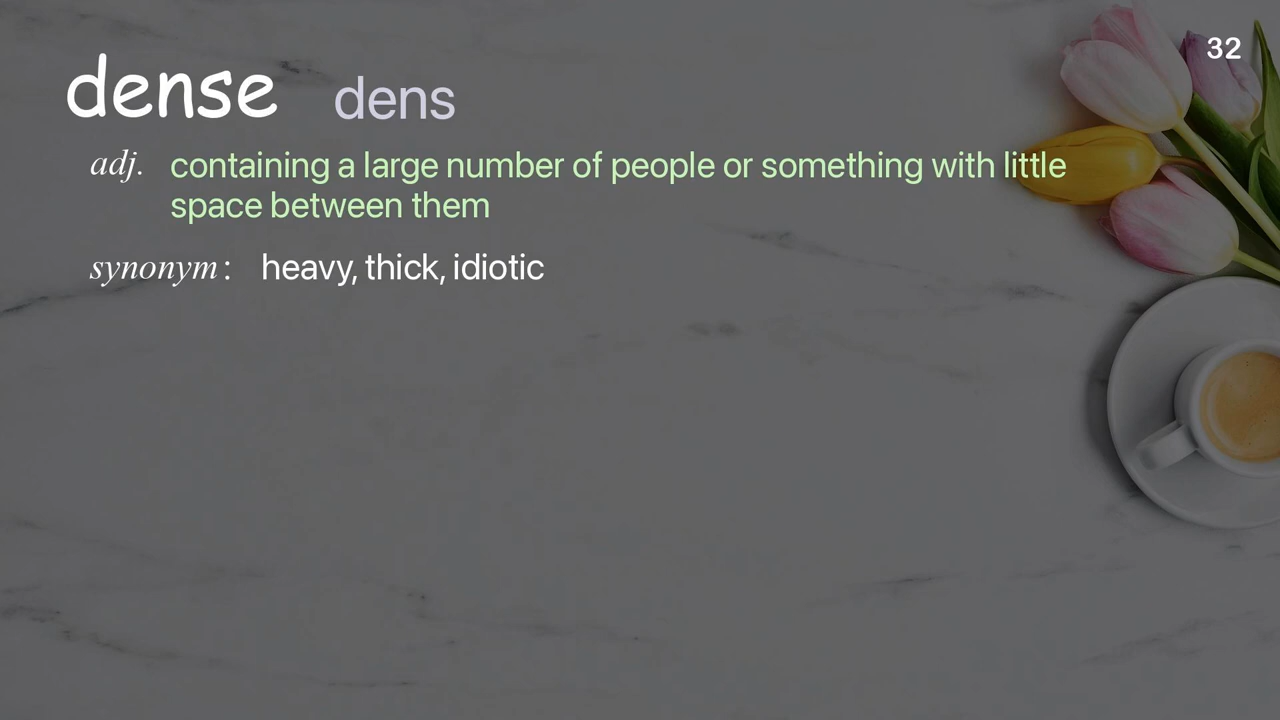 32
dense dens
adj. containing a large number of people or something with little
space between them
synonym: heavy, thick, idiotic